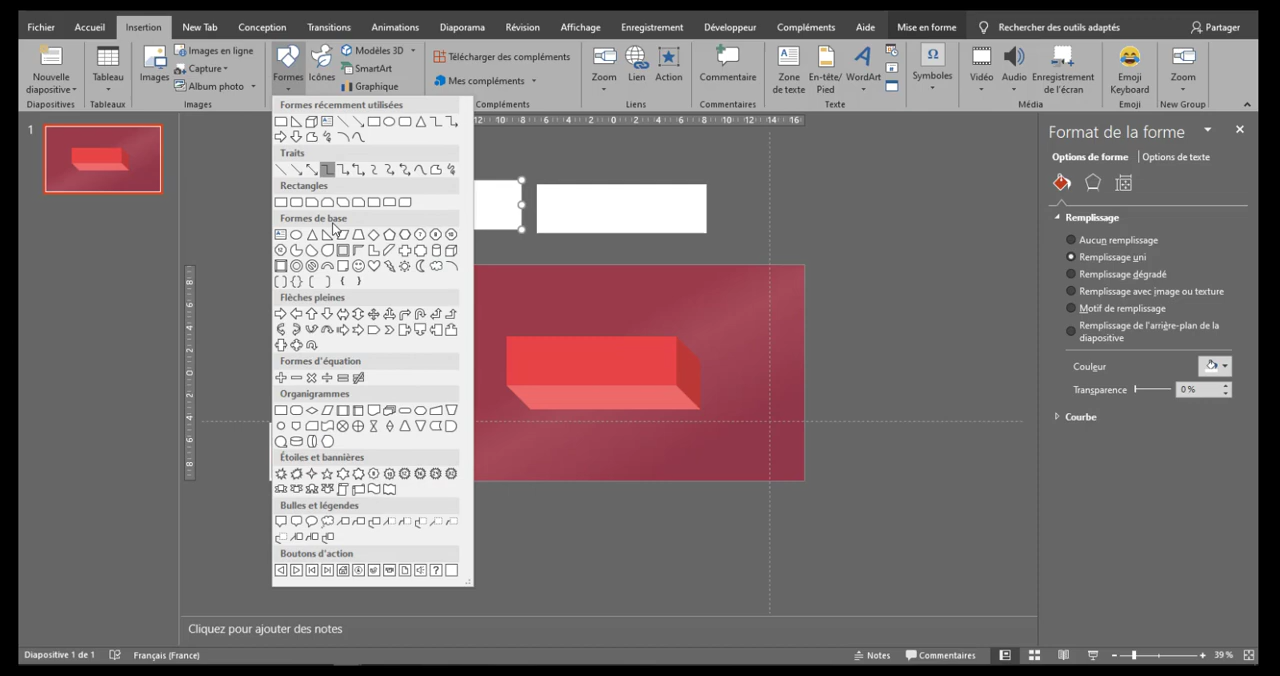 Fichier Accueil Insertion New Tab Conception Transitions Animations Diaporama Révision Affichage Enregistrement Développeur Compléments Aide Mise en forme Rechercher des outils adaptés Partager
Nouvelle diapositive
Tableau
Images
Images en ligne
Capture
Album photo
Formes
Icônes
Modèles 3D
SmartArt
Graphique
Télécharger des compléments
Mes compléments
Zoom
Lien
Action
Commentaire
Zone de texte
En-tête/ Pied
WordArt
Symboles
Vidéo
Audio
Enregistrement de l'écran
Emoji Keyboard
Zoom
Diapositives Tableaux Images Compléments Liens Commentaires Texte Média Emoji New Group
Formes récemment utilisées
Traits
Rectangles
Formes de base
Flèches pleines
Formes d'équation
Organigrammes
Étoiles et bannières
Bulles et légendes
Boutons d'action
1
Format de la forme
Options de forme Options de texte
Remplissage
Aucun remplissage
Remplissage uni
Remplissage dégradé
Remplissage avec image ou texture
Motif de remplissage
Remplissage de l'arrière-plan de la
diapositive
Couleur
Transparence 0 %
Courbe
Cliquez pour ajouter des notes
Diapositive 1 de 1 Français (France) Notes Commentaires 39 %